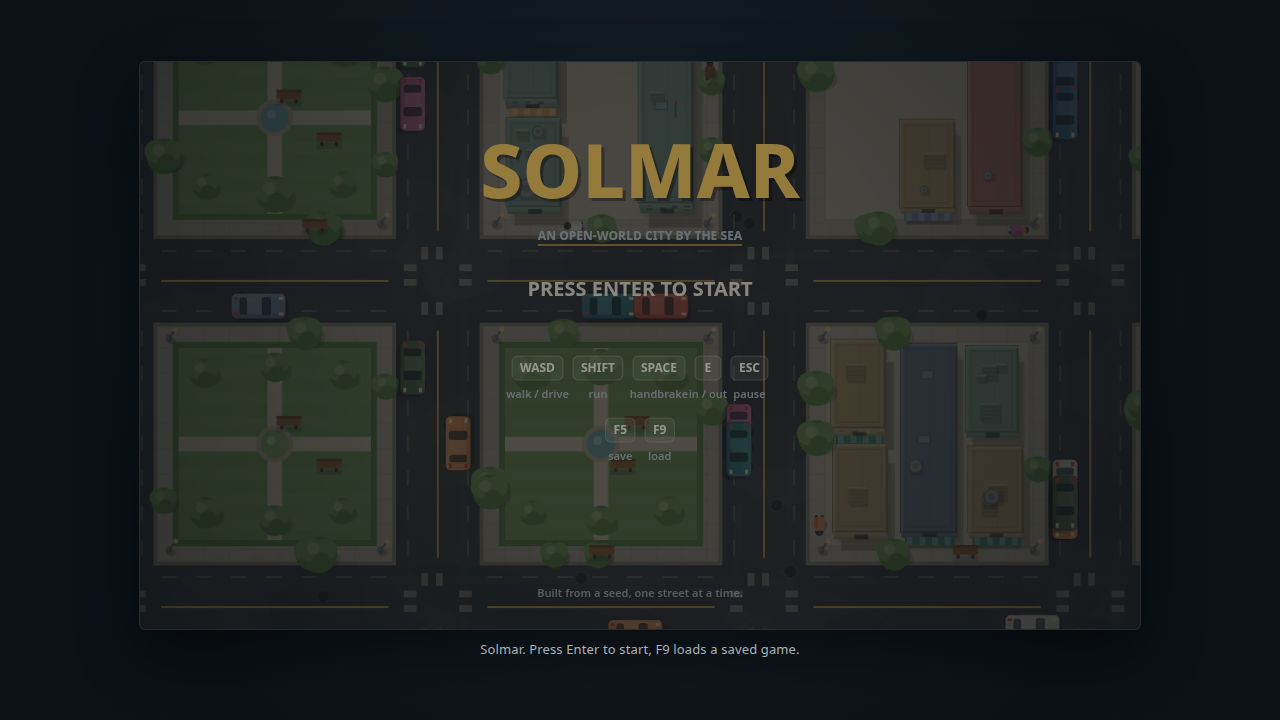 SOLMAR
AN OPEN-WORLD CITY BY THE SEA
PRESS ENTER TO START
WASD SHIFT SPACE E ESC
walk / drive run handbrake in / out pause
F5 F9
save load
Built from a seed, one street at a time.
Solmar. Press Enter to start, F9 loads a saved game.